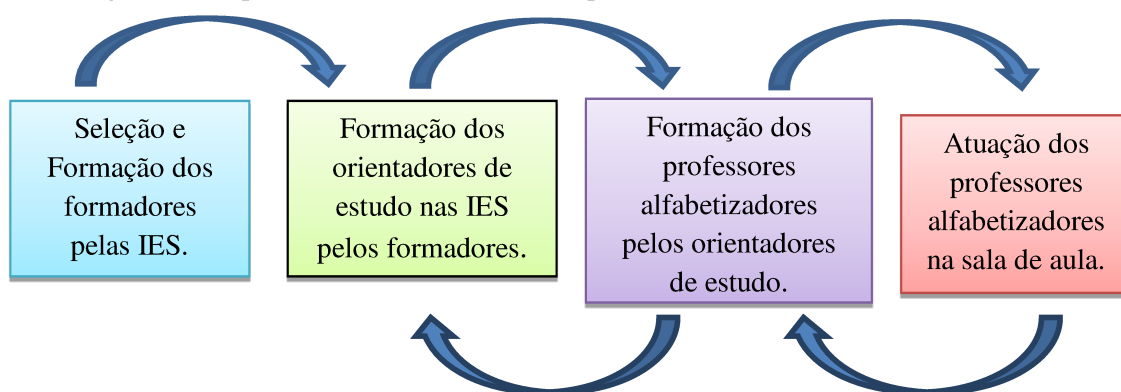 Seleção e
Formação dos
formadores
pelas IES.
Formação dos
orientadores de
estudo nas IES
pelos formadores.
Formação dos
professores
alfabetizadores
pelos orientadores
de estudo.
Atuação dos
professores
alfabetizadores
na sala de aula.